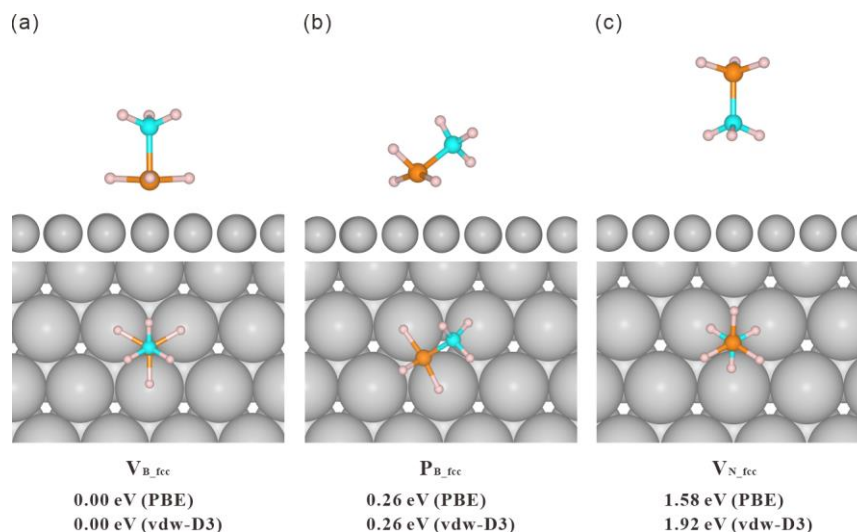 (a)
(b)
(c)
V_B_fcc
P_B_fcc
V_N_fcc
0.00 eV (PBE)
0.26 eV (PBE)
1.58 eV (PBE)
0.00 eV (vdw-D3)
0.26 eV (vdw-D3)
1.92 eV (vdw-D3)